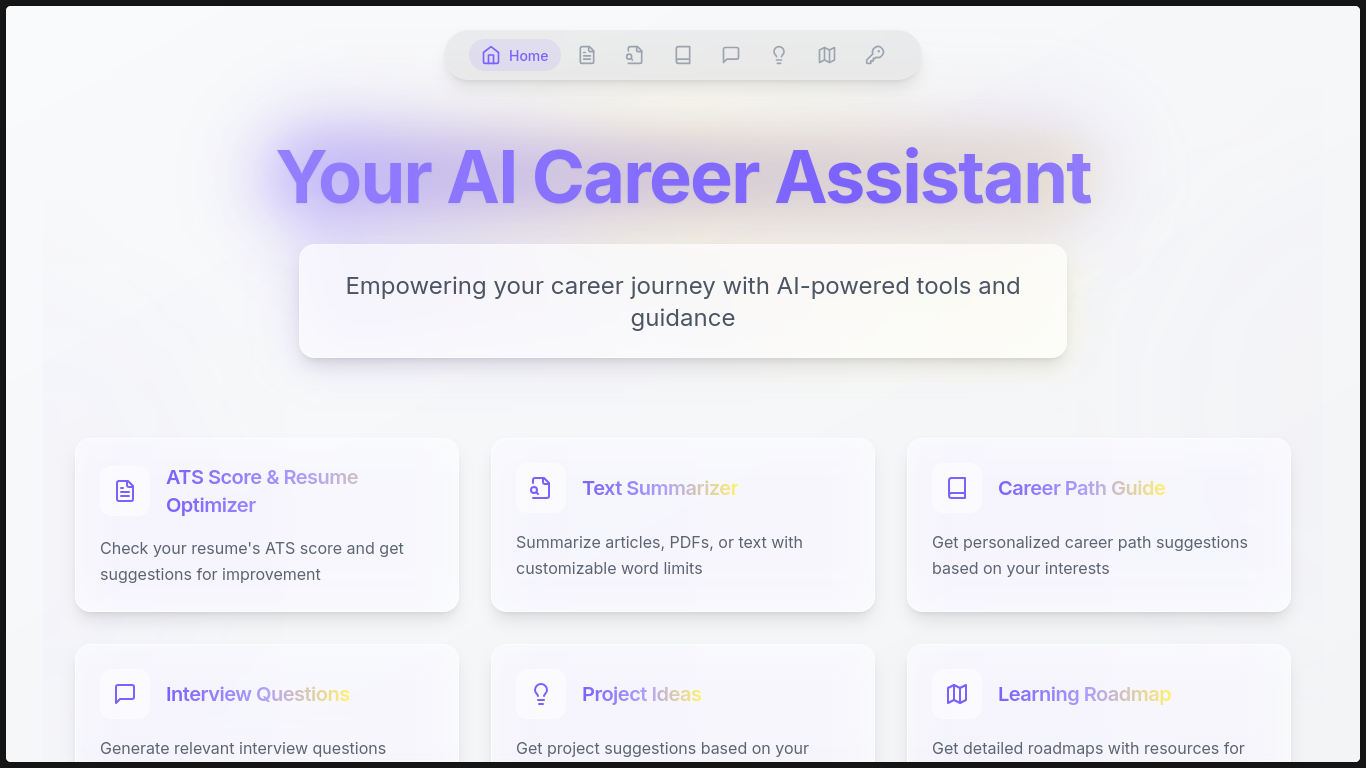 Home
Your AI Career Assistant
Empowering your career journey with AI-powered tools and
guidance
ATS Score & Resume
Optimizer
Check your resume's ATS score and get
suggestions for improvement
Text Summarizer
Summarize articles, PDFs, or text with
customizable word limits
Career Path Guide
Get personalized career path suggestions
based on your interests
Interview Questions
Generate relevant interview questions
Project Ideas
Get project suggestions based on your
Learning Roadmap
Get detailed roadmaps with resources for